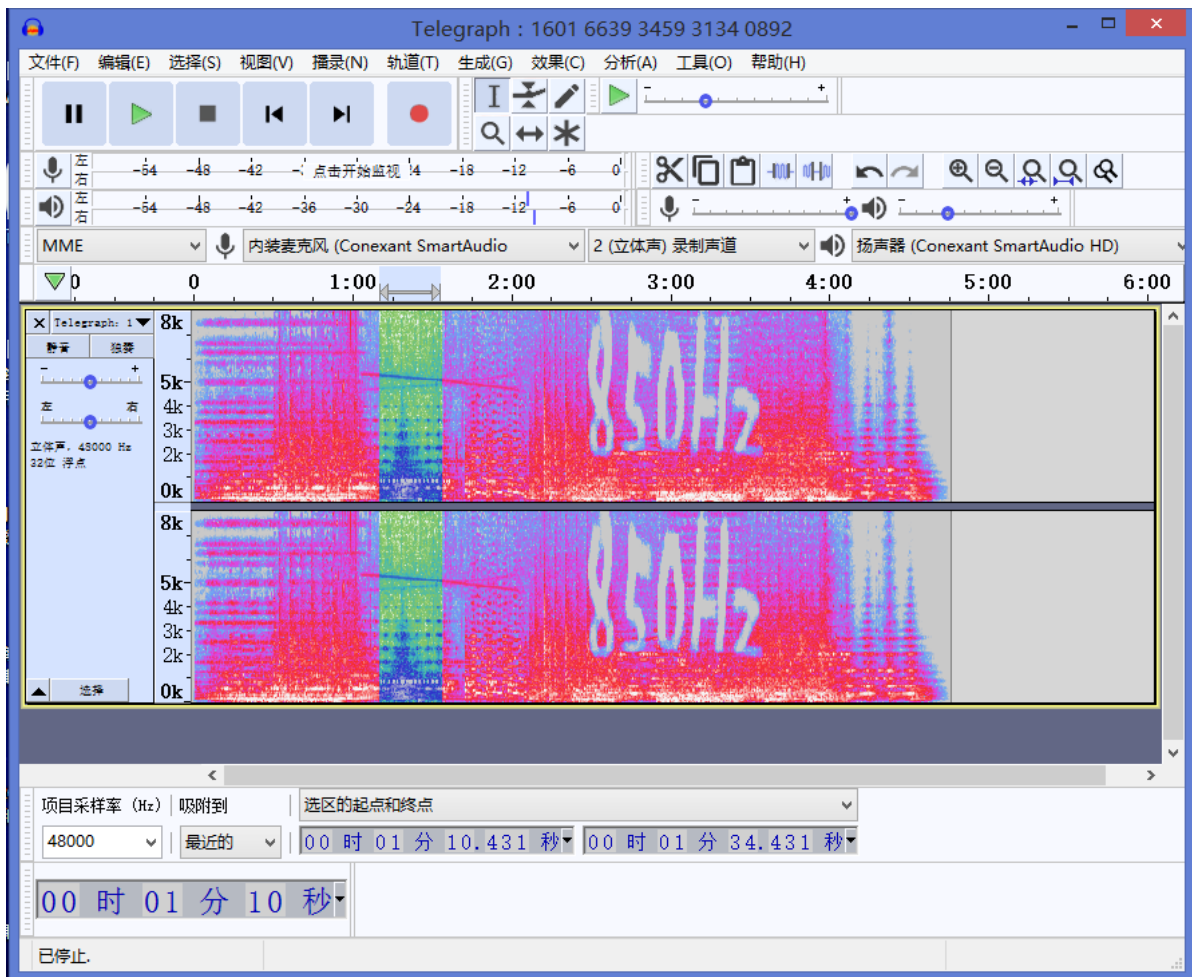 Telegraph : 1601 6639 3459 3134 0892
文件(F) 编辑(E) 选择(S) 视图(V) 播录(N) 轨道(T) 生成(G) 效果(C) 分析(A) 工具(O) 帮助(H)
- +
左
右
-54 -48 -42 -3 点击开始监视 !4 -18 -12 -6 0
左
右
-54 -48 -42 -36 -30 -24 -18 -12 -6 0
- + - +
MME 内装麦克风 (Conexant SmartAudio 2 (立体声) 录制声道 扬声器 (Conexant SmartAudio HD)
0 0 1:00 2:00 3:00 4:00 5:00 6:00
Telegraph: 1
静音 独奏
- +
左 右
立体声, 48000 Hz
32位 浮点
选择
8k
5k
4k
3k
2k
0k
850Hz
8k
5k
4k
3k
2k
0k
850Hz
项目采样率 (Hz) 吸附到 选区的起点和终点
48000 最近的 00 时 01 分 10.431 秒 00 时 01 分 34.431 秒
00 时 01 分 10 秒
已停止.